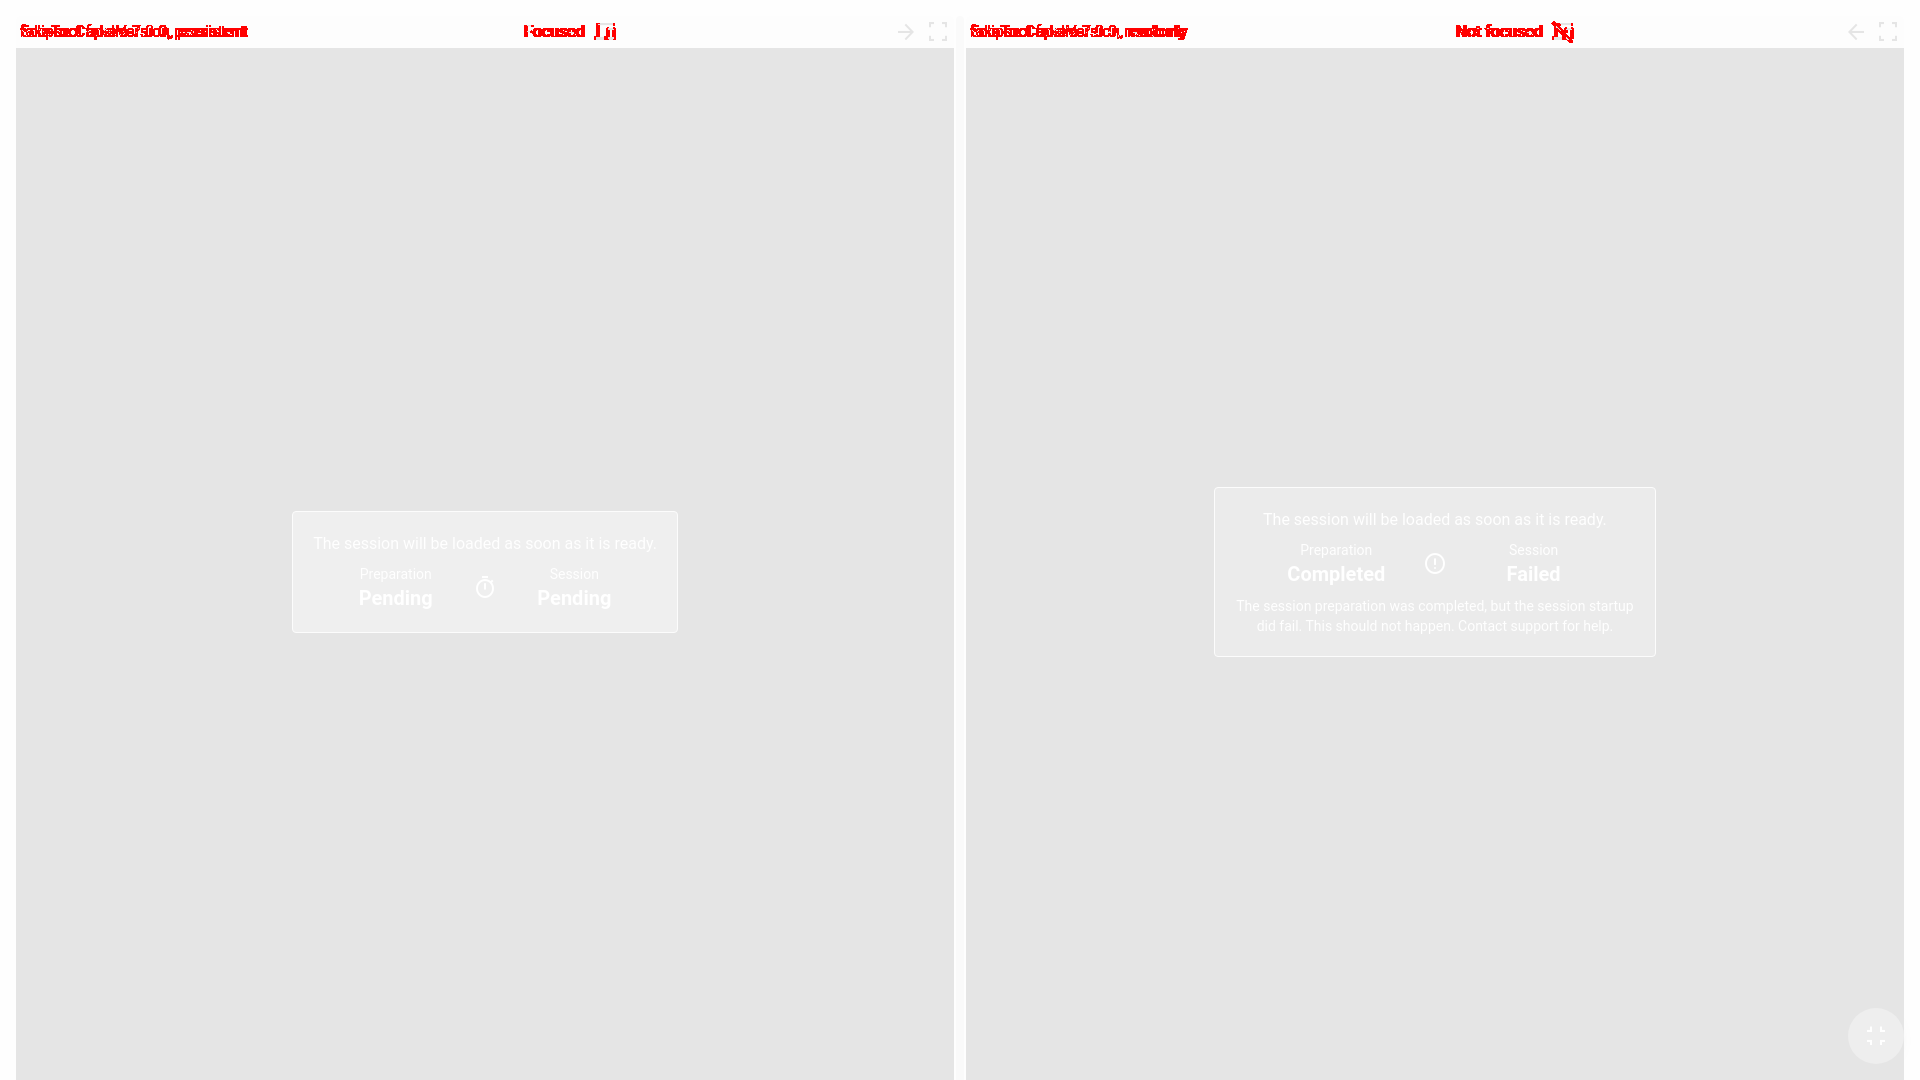 Focused
Not focused
The session will be loaded as soon as it is ready.
Preparation
Pending
Session
Pending
The session will be loaded as soon as it is ready.
Preparation
Completed
Session
Failed
The session preparation was completed, but the session startup
did fail. This should not happen. Contact support for help.